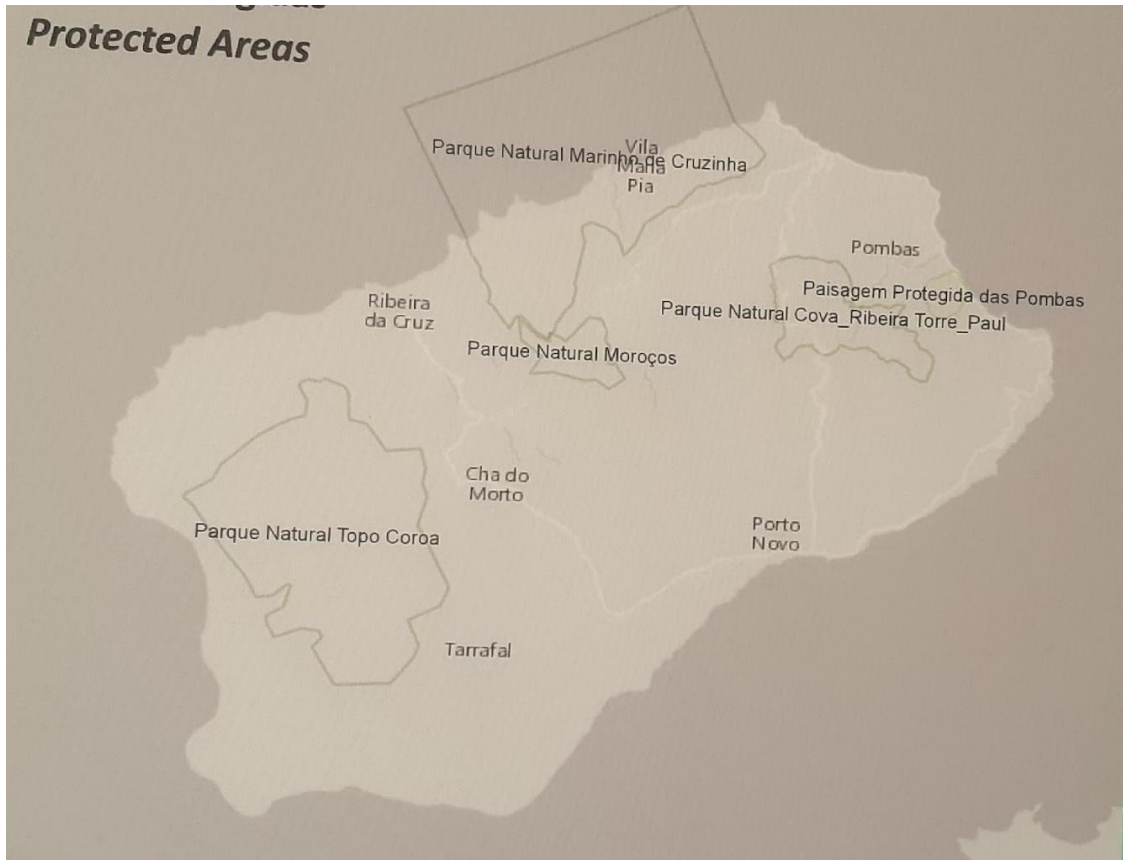 Protected Areas
Vila
Parque Natural Marinho de Cruzinha
Maria
Pia
Pombas
Paisagem Protegida das Pombas
Ribeira
da Cruz
Parque Natural Cova_Ribeira Torre_Paul
Parque Natural Moroços
Cha do
Morto
Parque Natural Topo Coroa
Porto
Novo
Tarrafal